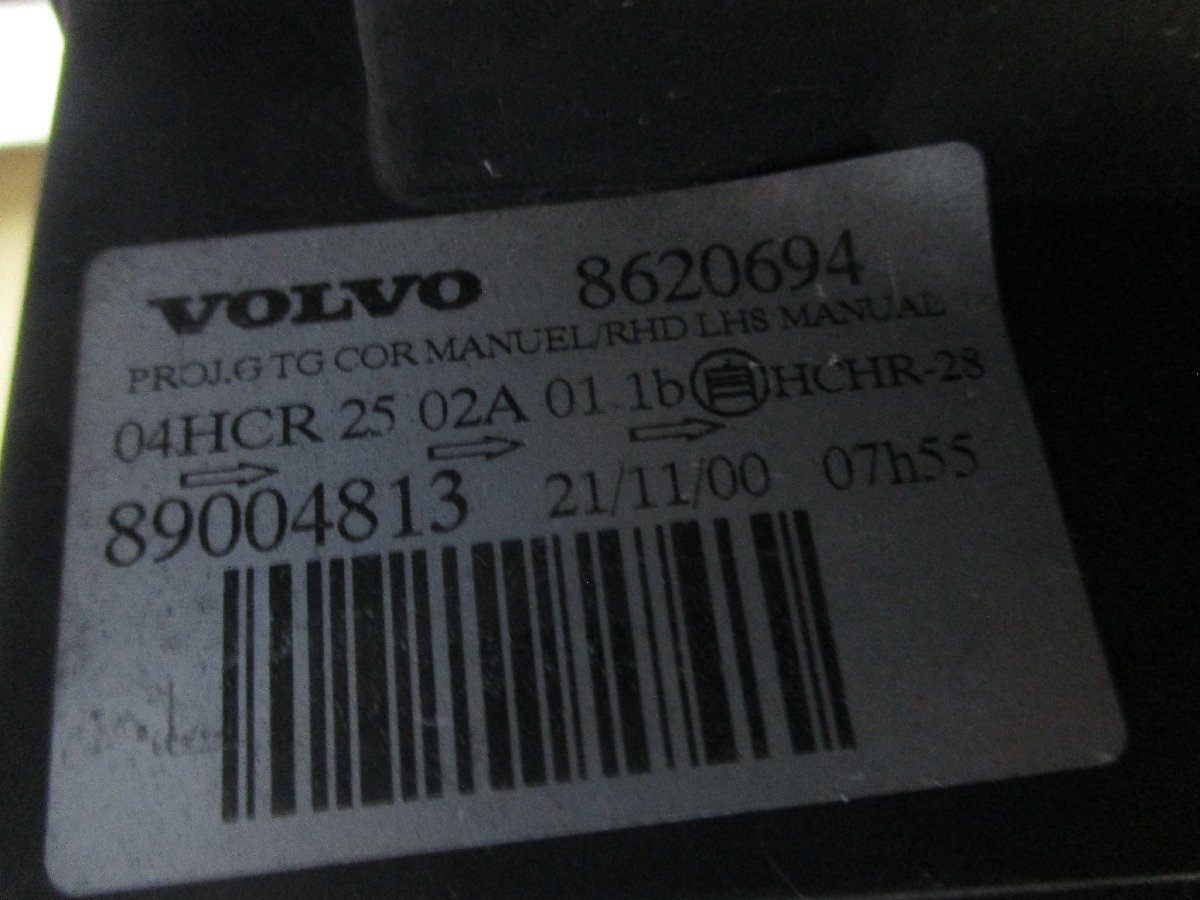 VOLVO 8620694
PROJ.G TG COR MANUEL/RHD LHS MANUAL
04HCR 25 02A 01 1b 自 HCHR-28
89004813 21/11/00 07h55